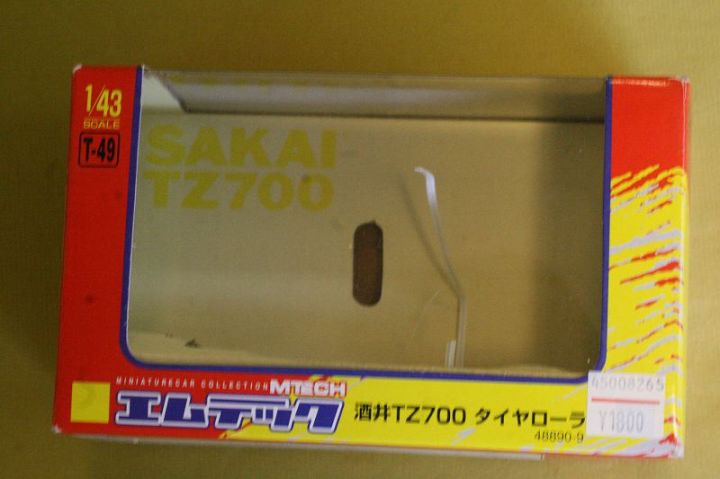 1/43
SCALE
T-49
SAKAI
TZ700
MINIATURECAR COLLECTION MTECH
エムテック
酒井TZ700 タイヤローラ
48890-9
45008265
¥1800